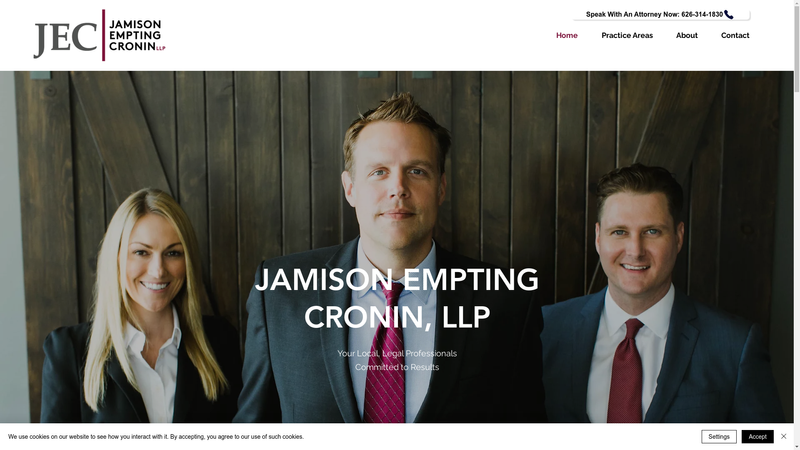 JEC
JAMISON
EMPTING
CRONIN LLP
Speak With An Attorney Now: 626-314-1830
Home
Practice Areas
About
Contact
JAMISON EMPTING
CRONIN, LLP
Your Local, Legal Professionals
Committed to Results
We use cookies on our website to see how you interact with it. By accepting, you agree to our use of such cookies.
Settings
Accept